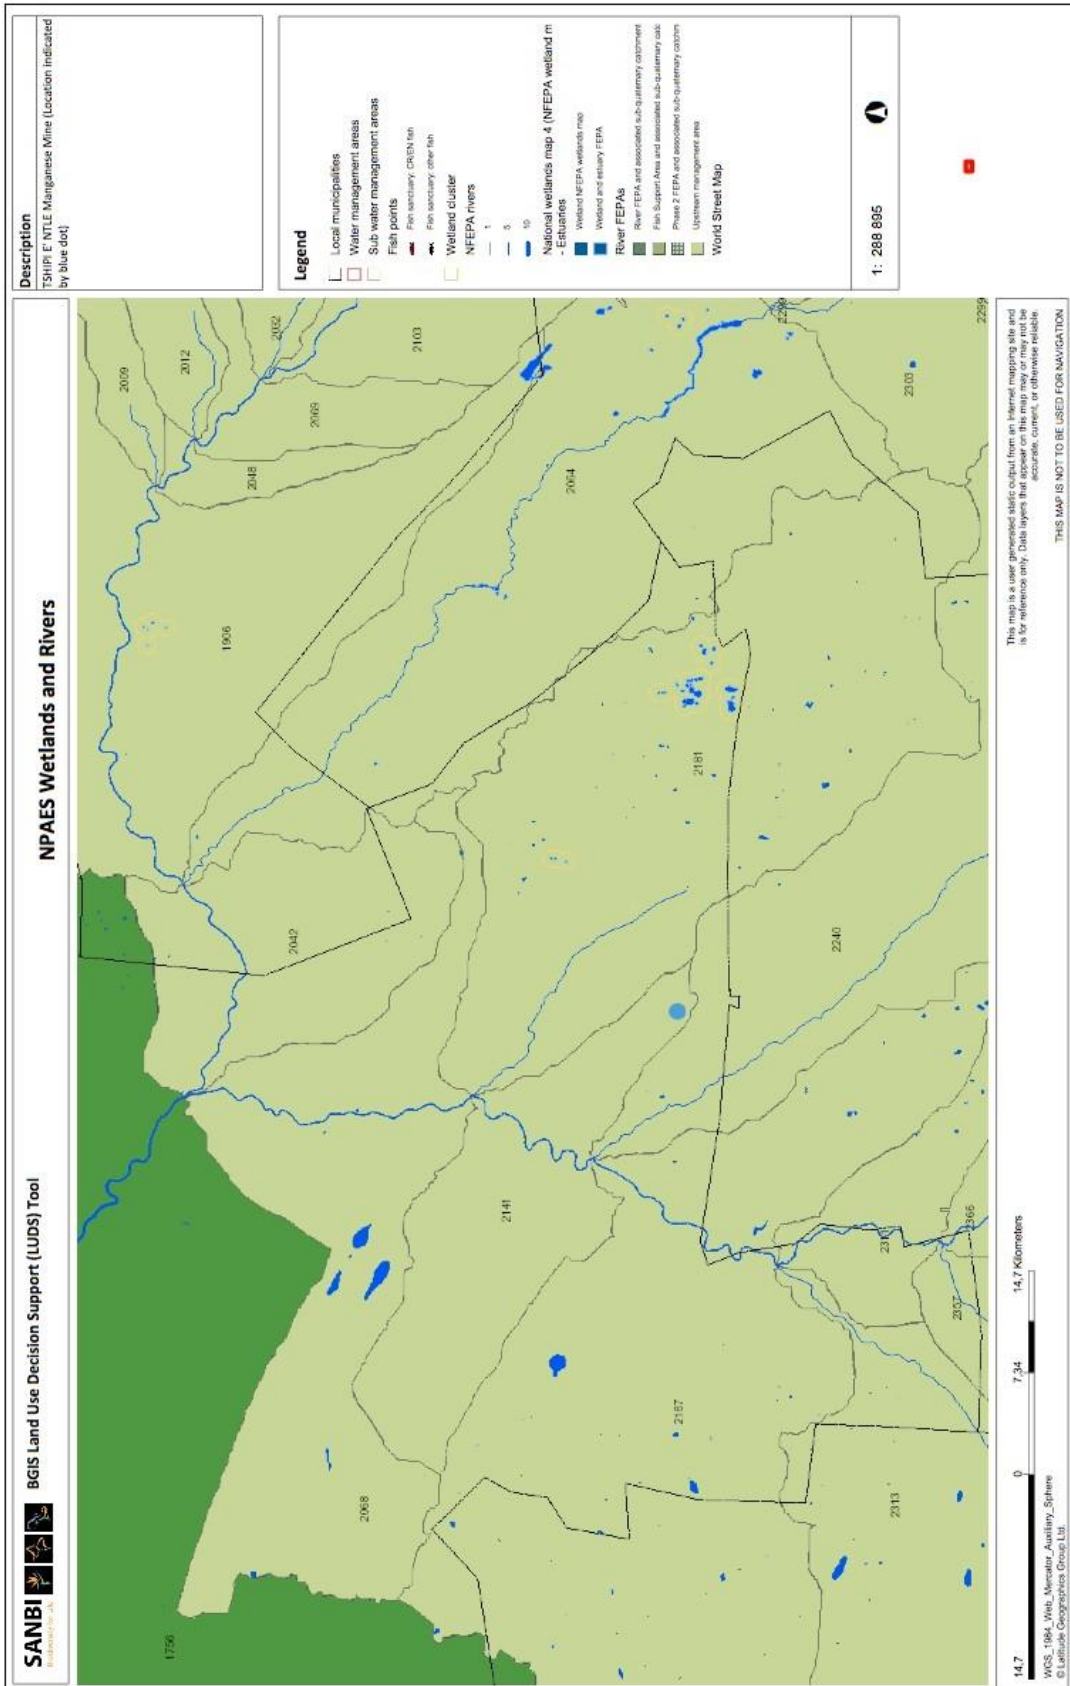 SANBI
Biodiversity for Life
BGIS Land Use Decision Support (LUDS) Tool
NPAES Wetlands and Rivers
Description
TSHIPI E' NTLE Manganese Mine (Location indicated
by blue dot)
Legend
Local municipalities
Water management areas
Sub water management areas
Fish points
Fish sanctuary: CR/EN fish
Fish sanctuary: other fish
Wetland cluster
NFEPA rivers
1
5
10
National wetlands map 4 (NFEPA wetland m
- Estuaries
Wetland NFEPA wetlands map
Wetland and estuary FEPA
River FEPAs
River FEPA and associated sub-quaternary catchment
Fish Support Area and associated sub-quaternary catc
Phase 2 FEPA and associated sub-quaternary catchm
Upstream management area
World Street Map
1: 288 895
1756
2068
2042
1906
2048
2069
2009
2012
2032
2103
2141
2064
2167
2181
2240
2299
2313
2311
2303
2357
2366
2299
14,7
0
7,34
14,7 Kilometers
WGS_1984_Web_Mercator_Auxiliary_Sphere
© Latitude Geographics Group Ltd.
This map is a user generated static output from an Internet mapping site and
is for reference only. Data layers that appear on this map may or may not be
accurate, current, or otherwise reliable.
THIS MAP IS NOT TO BE USED FOR NAVIGATION